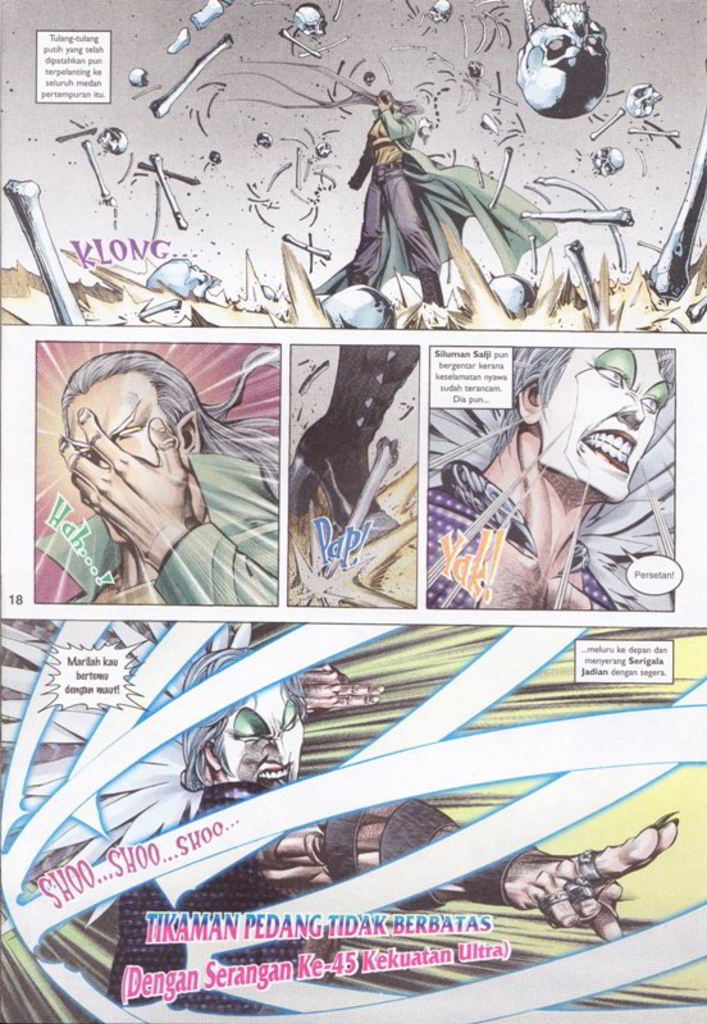 Tulang-tulang
putih yang telah
dipatahkan pun
terpelanting ke
seluruh medan
pertempuran itu.
KLONG...
Hah...!
Pap!
Siluman Salji pun
bergentar kerana
keselamatan nyawa
sudah terancam.
Dia pun...
Yak!
Persetan!
18
Marilah kau
bertemu
dengan maut!
...meluru ke depan dan
menyerang Serigala
Jadian dengan segera.
SHOO...SHOO...SHOO...
TIKAMAN PEDANG TIDAK BERBATAS
(Dengan Serangan Ke-45 Kekuatan Ultra)